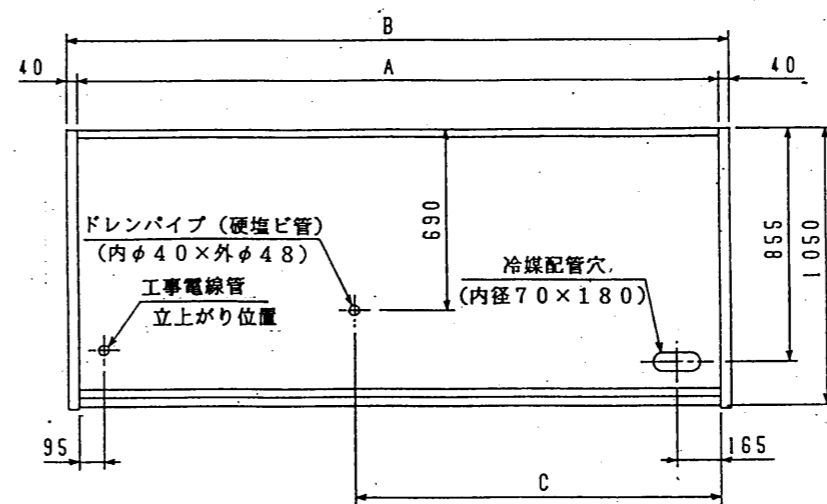 B
40
A
40
ドレンパイプ (硬塩ビ管)
(内φ40×外φ48)
690
冷媒配管穴
(内径70×180)
855
1050
工事電線管
立上がり位置
95
165
C